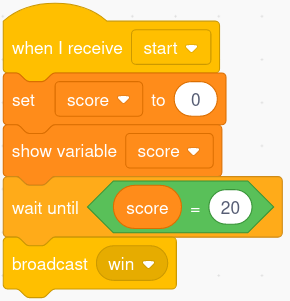 when I receive start
set score to 0
show variable score
wait until score = 20
broadcast win